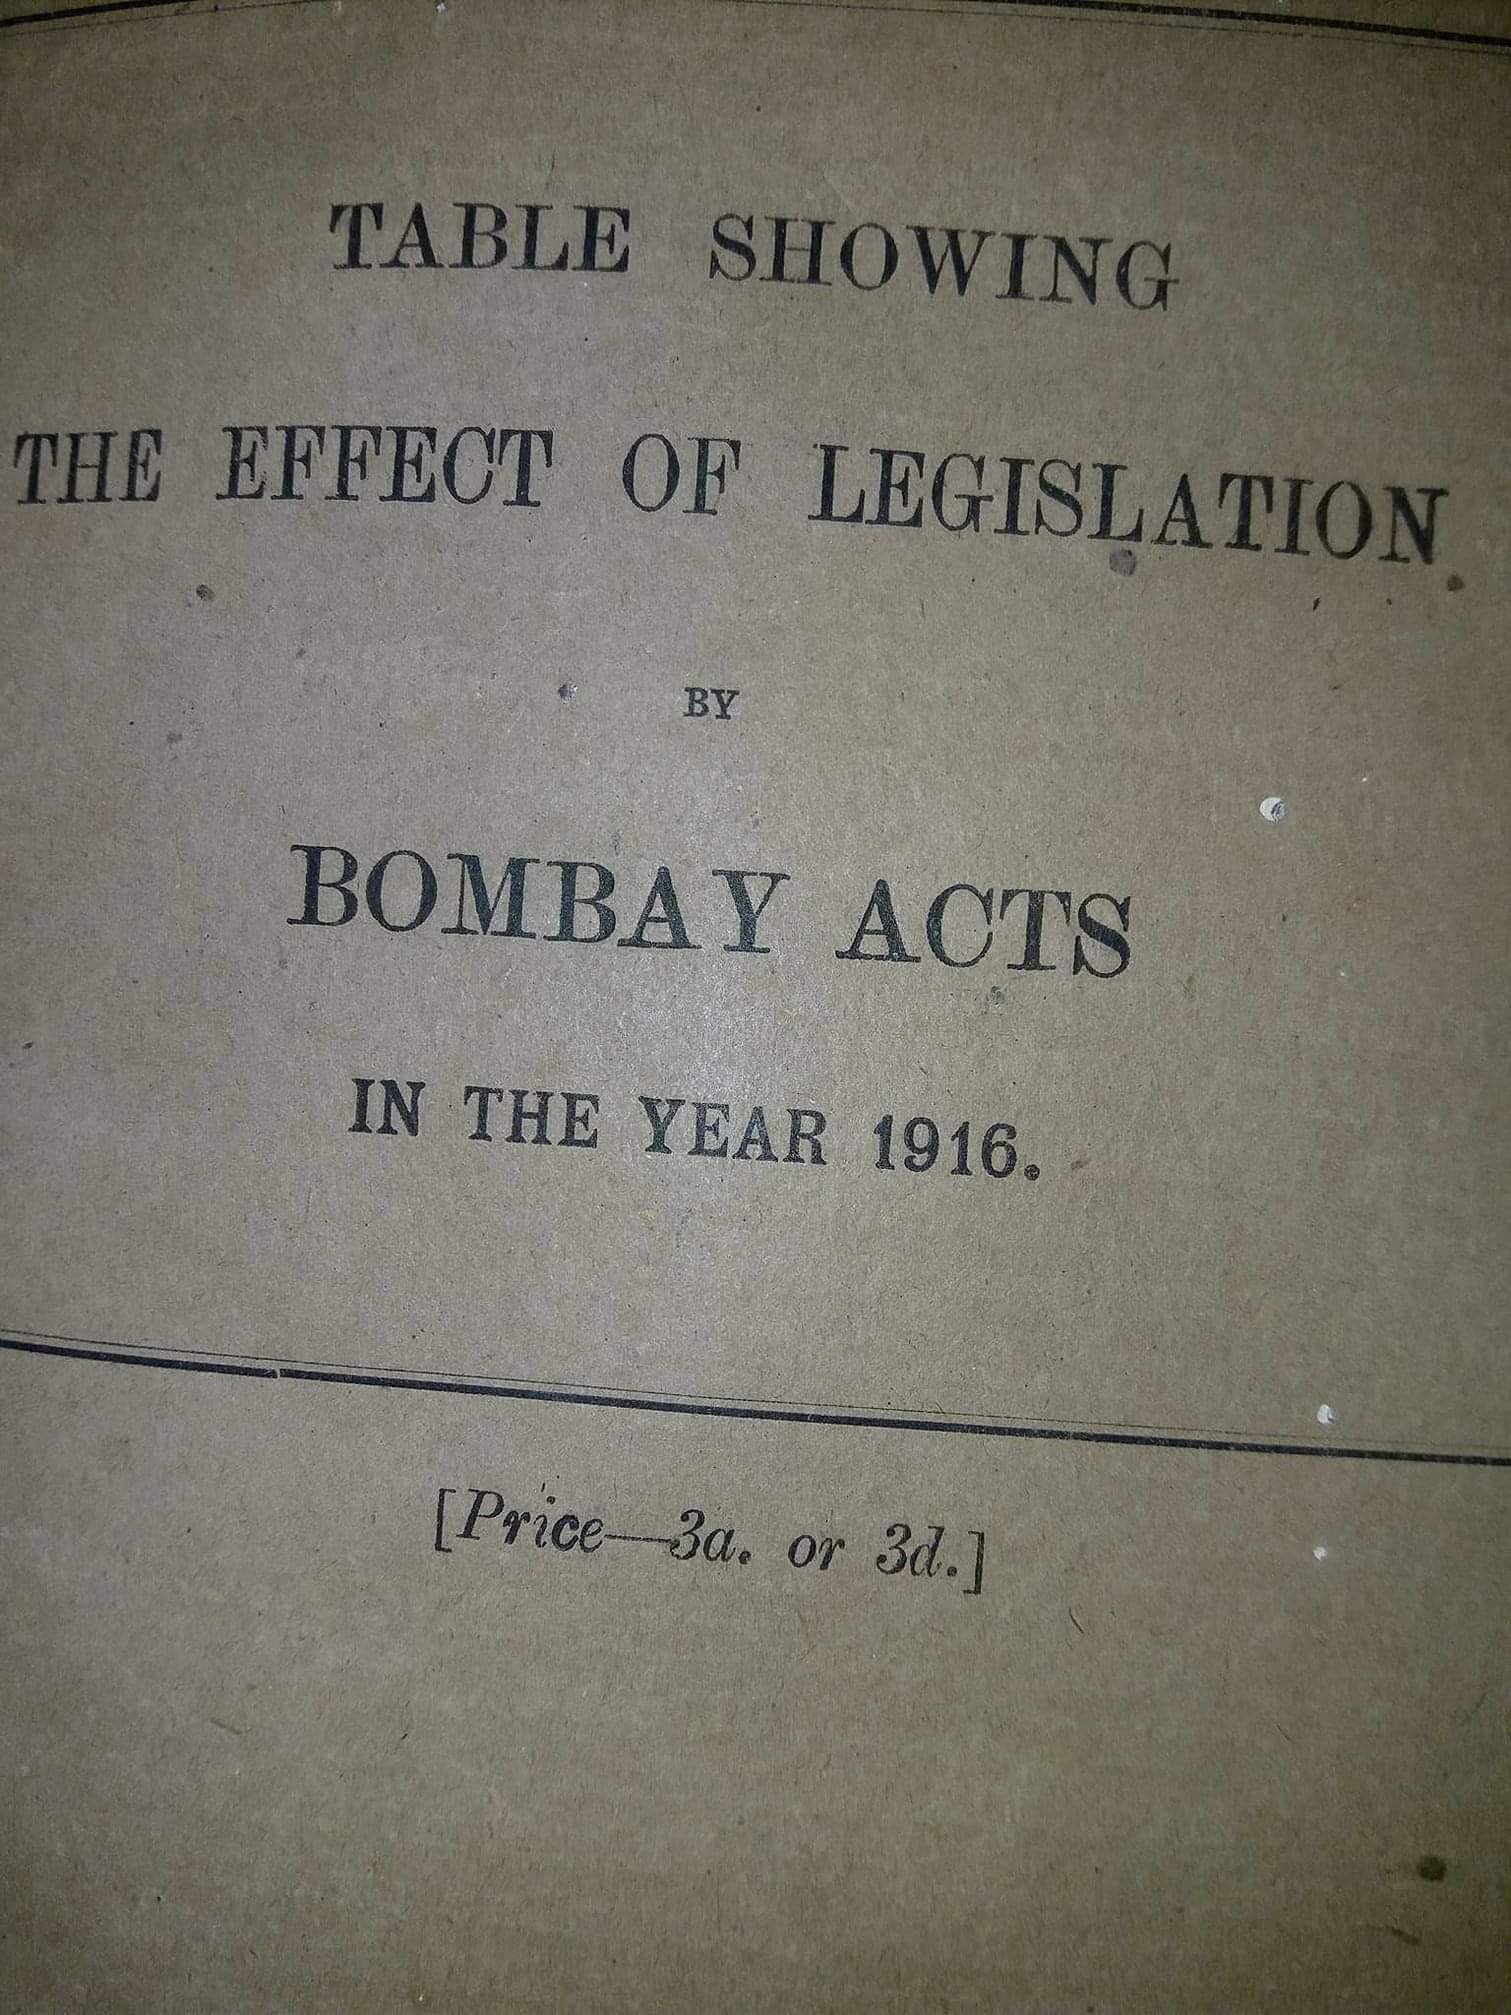 TABLE SHOWING
THE EFFECT OF LEGISLATION
BY
BOMBAY ACTS
IN THE YEAR 1916.
[Price—3a. or 3d.]